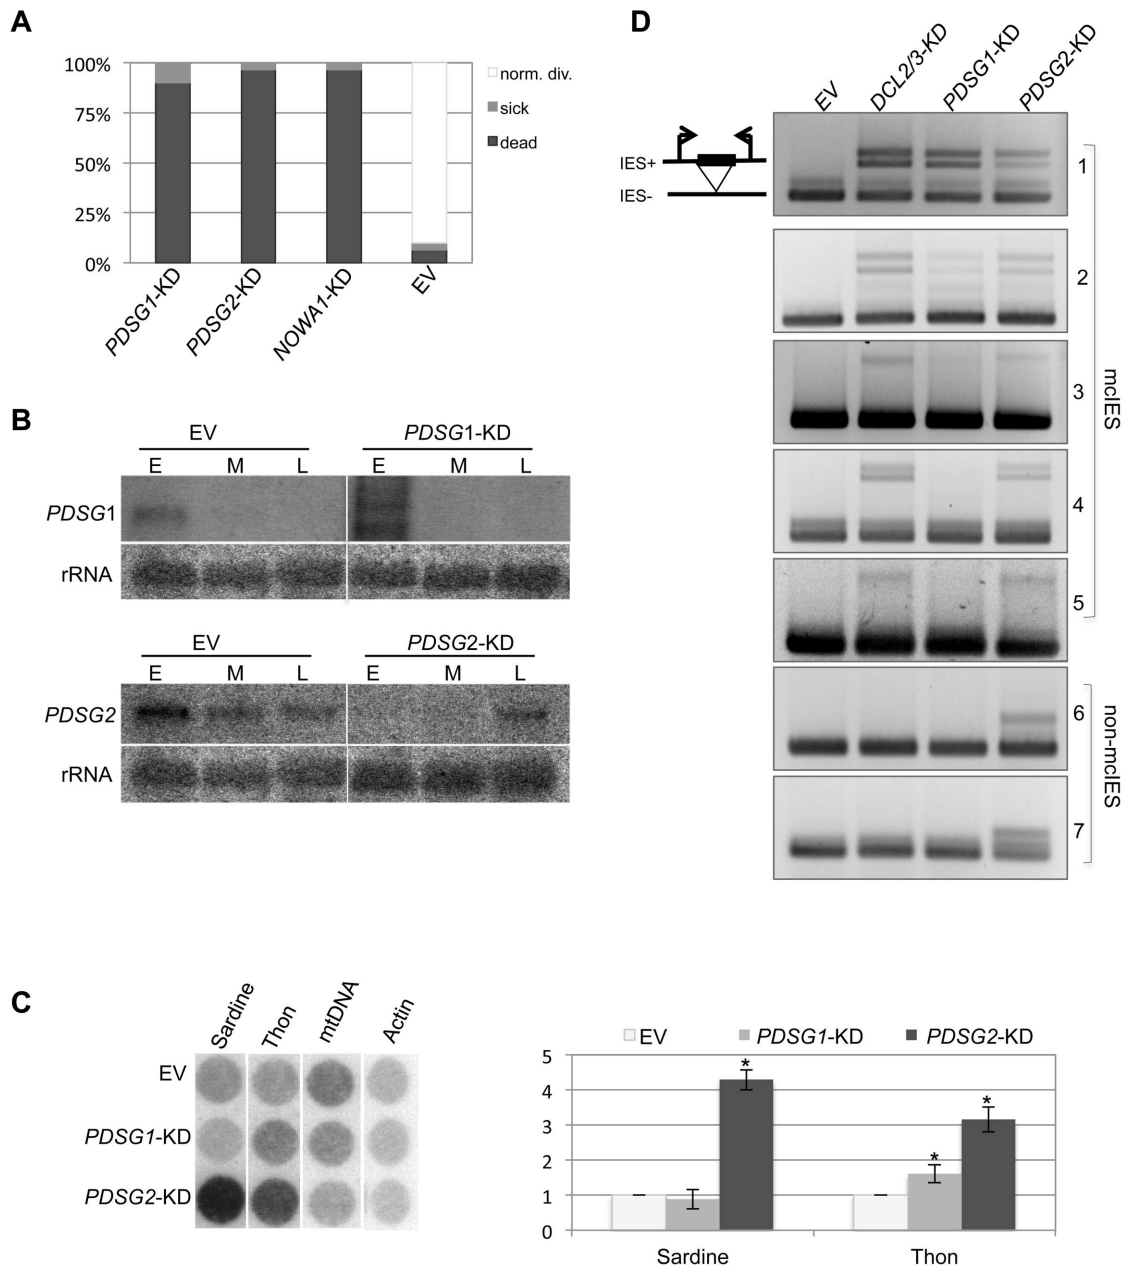 A
100%
75%
50%
25%
0%
norm. div.
sick
dead
PDSG1-KD
PDSG2-KD
NOWA1-KD
EV
B
EV
PDSG1-KD
E M L E M L
PDSG1
rRNA
EV
PDSG2-KD
E M L E M L
PDSG2
rRNA
C
Sardine
Thon
mtDNA
Actin
EV
PDSG1-KD
PDSG2-KD
EV
PDSG1-KD
PDSG2-KD
5
4
3
2
1
0
*
*
*
Sardine
Thon
D
EV
DCL2/3-KD
PDSG1-KD
PDSG2-KD
IES+
IES-
1
2
3
4
5
6
7
mcIES
non-mcIES